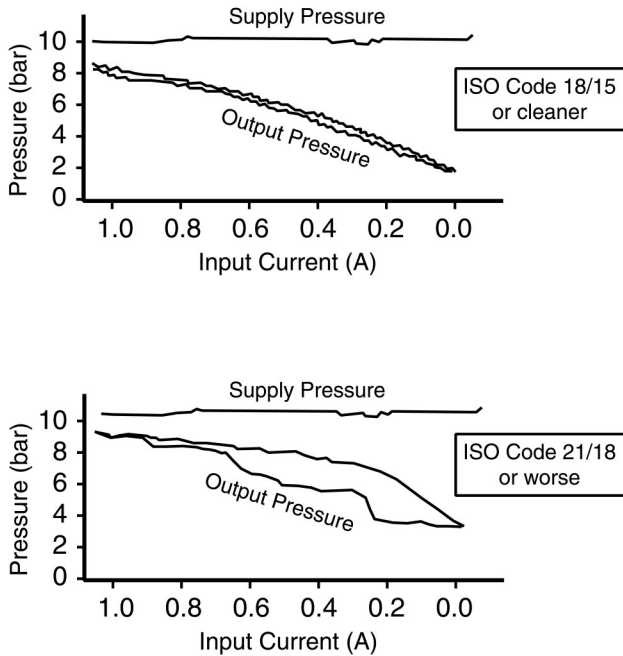 Supply Pressure
Pressure (bar)
10
8
6
4
2
0
Output Pressure
ISO Code 18/15
or cleaner
1.0 0.8 0.6 0.4 0.2 0.0
Input Current (A)
Supply Pressure
Pressure (bar)
10
8
6
4
2
0
Output Pressure
ISO Code 21/18
or worse
1.0 0.8 0.6 0.4 0.2 0.0
Input Current (A)